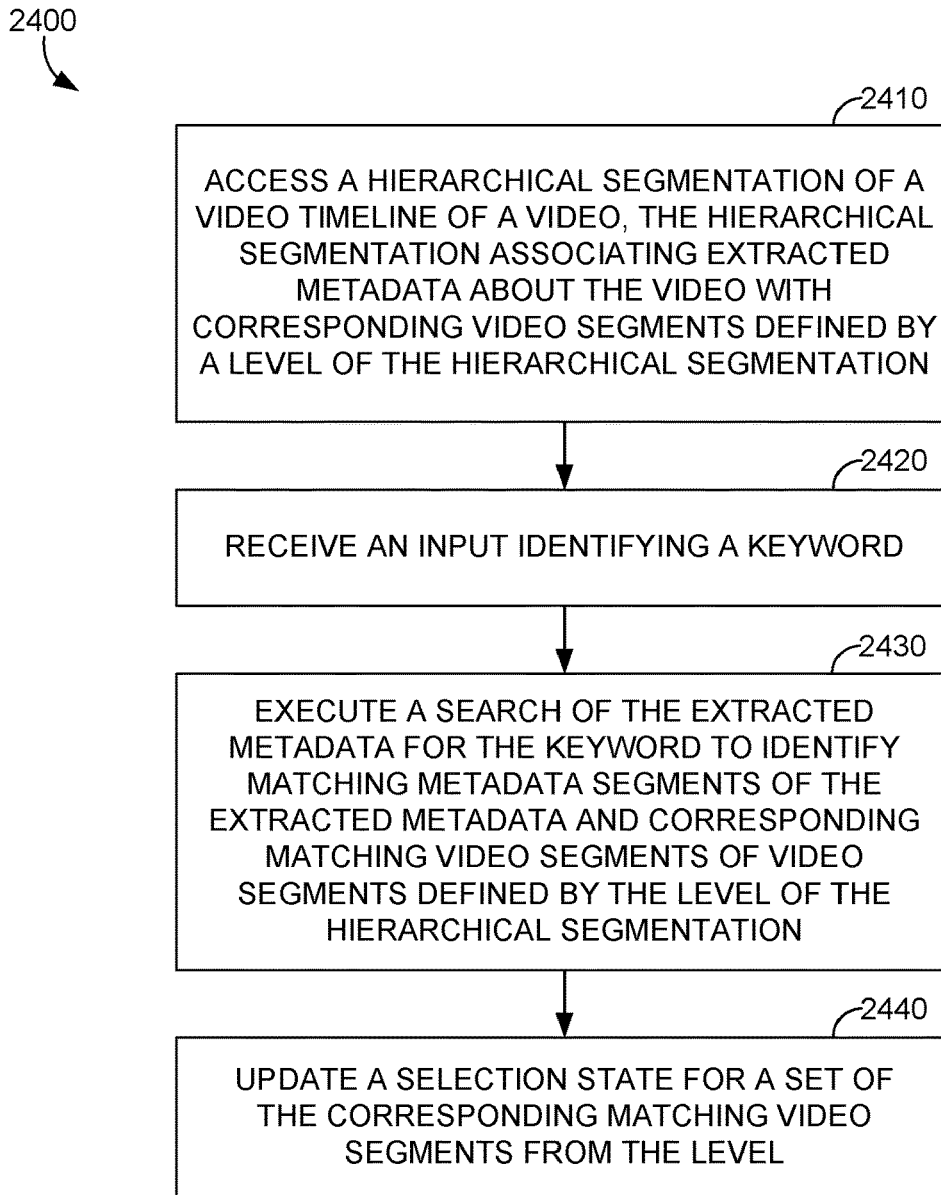 2400
2410
ACCESS A HIERARCHICAL SEGMENTATION OF A
VIDEO TIMELINE OF A VIDEO, THE HIERARCHICAL
SEGMENTATION ASSOCIATING EXTRACTED
METADATA ABOUT THE VIDEO WITH
CORRESPONDING VIDEO SEGMENTS DEFINED BY
A LEVEL OF THE HIERARCHICAL SEGMENTATION
2420
RECEIVE AN INPUT IDENTIFYING A KEYWORD
2430
EXECUTE A SEARCH OF THE EXTRACTED
METADATA FOR THE KEYWORD TO IDENTIFY
MATCHING METADATA SEGMENTS OF THE
EXTRACTED METADATA AND CORRESPONDING
MATCHING VIDEO SEGMENTS OF VIDEO
SEGMENTS DEFINED BY THE LEVEL OF THE
HIERARCHICAL SEGMENTATION
2440
UPDATE A SELECTION STATE FOR A SET OF
THE CORRESPONDING MATCHING VIDEO
SEGMENTS FROM THE LEVEL